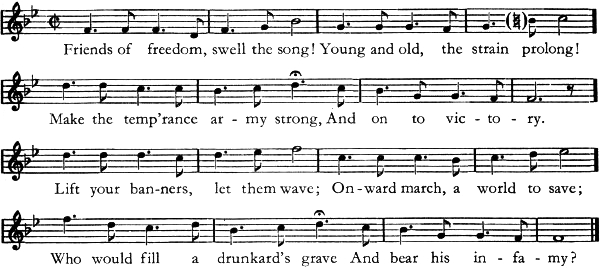 Friends of freedom, swell the song! Young and old, the strain prolong!
Make the temp'rance ar - my strong, And on to vic - to - ry.
Lift your ban - ners, let them wave; On - ward march, a world to save;
Who would fill a drunkard's grave And bear his in - fa - my?